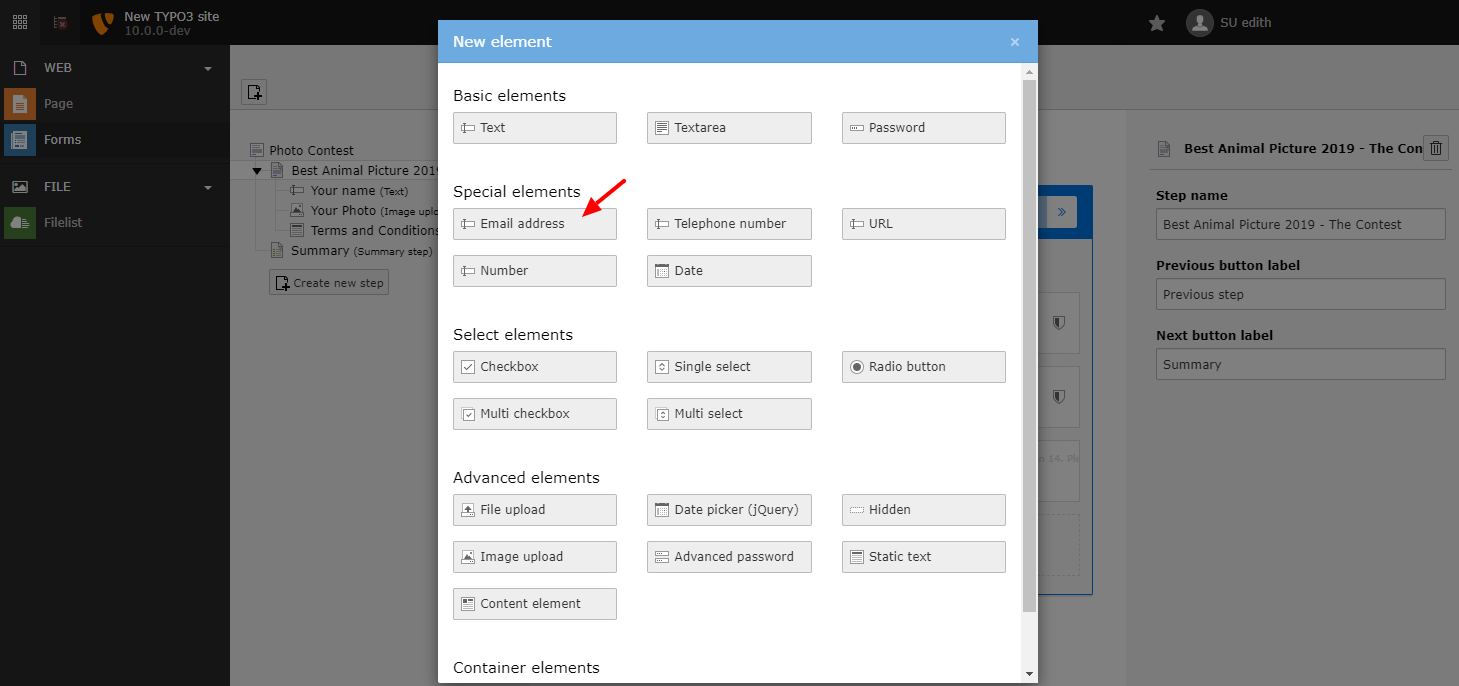 New TYPO3 site
10.0.0-dev
SU edith
WEB
Page
Forms
FILE
Filelist
Photo Contest
Best Animal Picture 2019
Your name (Text)
Your Photo (Image uplo
Terms and Conditions
Summary (Summary step)
Create new step
New element
×
Basic elements
Text Textarea Password
Special elements
Email address Telephone number URL
Number Date
Select elements
Checkbox Single select Radio button
Multi checkbox Multi select
Advanced elements
File upload Date picker (jQuery) Hidden
Image upload Advanced password Static text
Content element
Container elements
»
Best Animal Picture 2019 - The Con
Step name
Best Animal Picture 2019 - The Contest
Previous button label
Previous step
Next button label
Summary